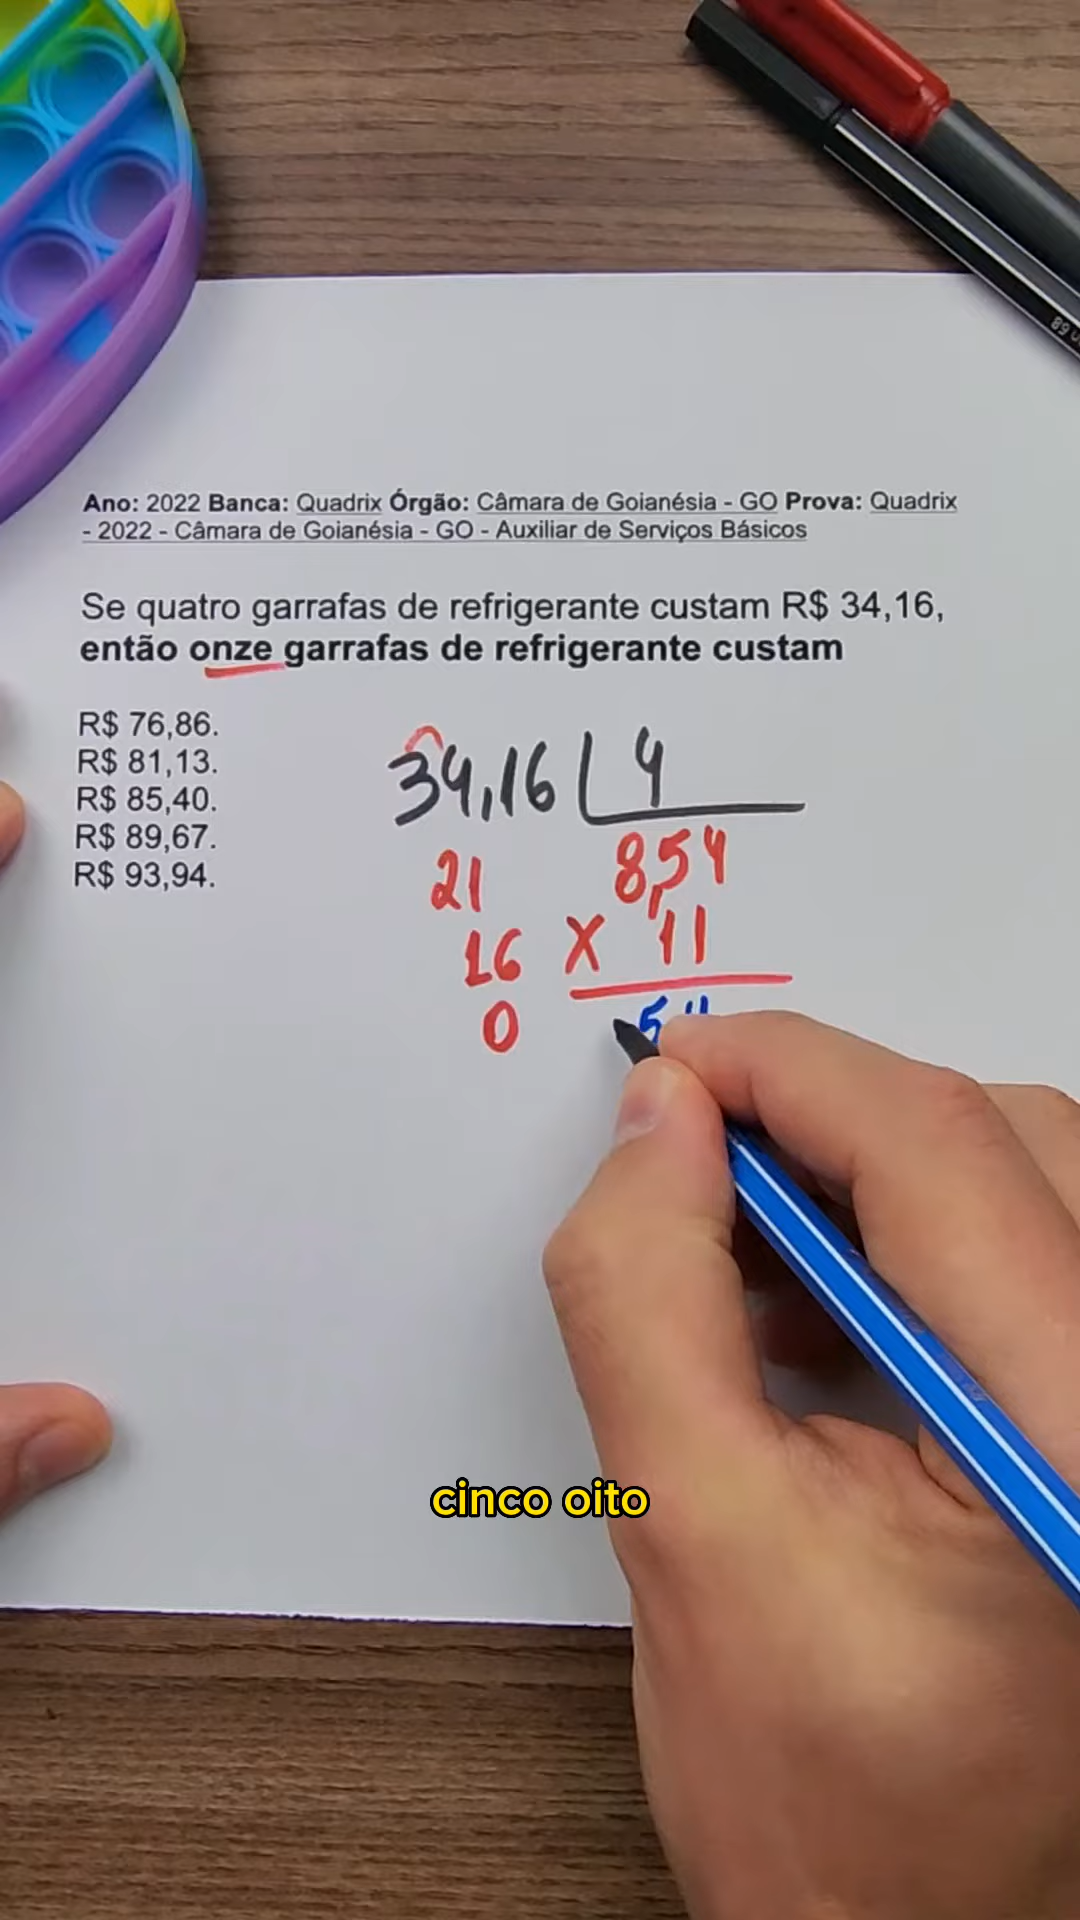 Ano: 2022 Banca: Quadrix Órgão: Câmara de Goianésia - GO Prova: Quadrix
- 2022 - Câmara de Goianésia - GO - Auxiliar de Serviços Básicos
Se quatro garrafas de refrigerante custam R$ 34,16,
então onze garrafas de refrigerante custam
R$ 76,86.
R$ 81,13.
R$ 85,40.
R$ 89,67.
R$ 93,94.
34,16 4
21 8,54
16 X 11
0 5
cinco oito